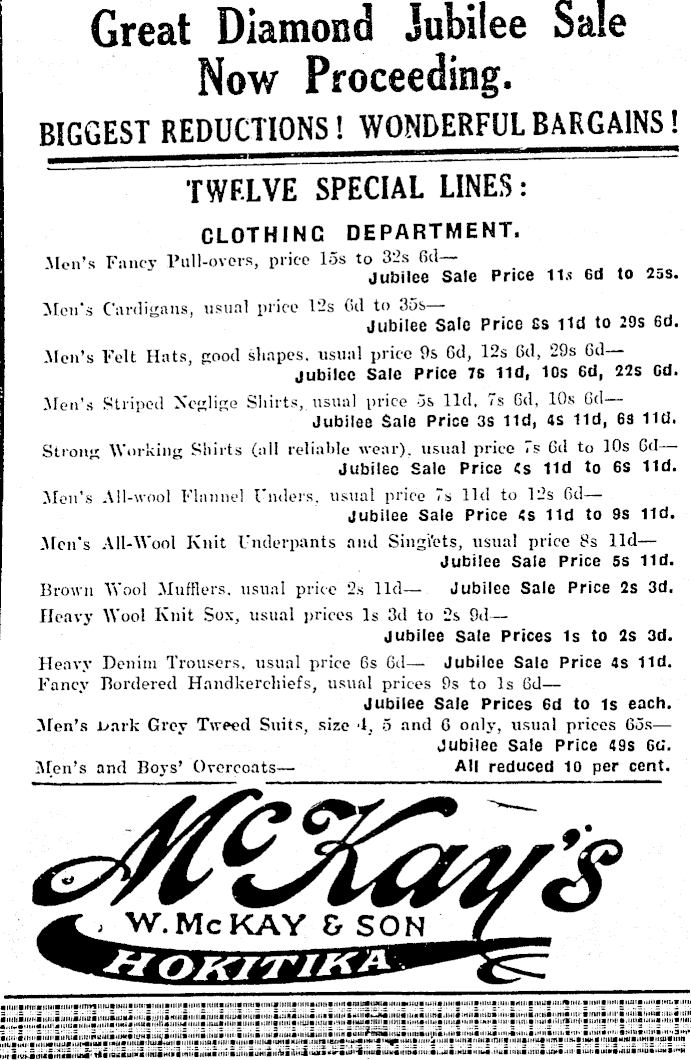 Great Diamond Jubilee Sale
Now Proceeding.
BIGGEST REDUCTIONS! WONDERFUL BARGAINS!
TWELVE SPECIAL LINES:
CLOTHING DEPARTMENT.
Men's Fancy Pull-overs, price 15s to 32s 6d—
Jubilee Sale Price 11s 6d to 25s.
Men's Cardigans, usual price 12s 6d to 35s—
Jubilee Sale Price 8s 11d to 29s 6d.
Men's Felt Hats, good shapes, usual price 9s 6d, 12s 6d, 29s 6d—
Jubilee Sale Price 7s 11d, 10s 6d, 22s 6d.
Men's Striped Neglige Shirts, usual price 5s 11d, 7s 6d, 10s 6d—
Jubilee Sale Price 3s 11d, 4s 11d, 6s 11d.
Strong Working Shirts (all reliable wear), usual price 7s 6d to 10s 6d—
Jubilee Sale Price 4s 11d to 6s 11d.
Men's All-wool Flannel Unders, usual price 7s 11d to 12s 6d—
Jubilee Sale Price 4s 11d to 9s 11d.
Men's All-Wool Knit Underpants and Singlets, usual price 8s 11d—
Jubilee Sale Price 5s 11d.
Brown Wool Mufflers, usual price 2s 11d— Jubilee Sale Price 2s 3d.
Heavy Wool Knit Sox, usual prices 1s 3d to 2s 9d—
Jubilee Sale Prices 1s to 2s 3d.
Heavy Denim Trousers, usual price 6s 6d— Jubilee Sale Price 4s 11d.
Fancy Bordered Handkerchiefs, usual prices 9s to 1s 6d—
Jubilee Sale Prices 6d to 1s each.
Men's Dark Grey Tweed Suits, size 4, 5 and 6 only, usual prices 65s—
Jubilee Sale Price 49s 6d.
Men's and Boys' Overcoats— All reduced 10 per cent.
McKay's
W. McKAY & SON
HOKITIKA